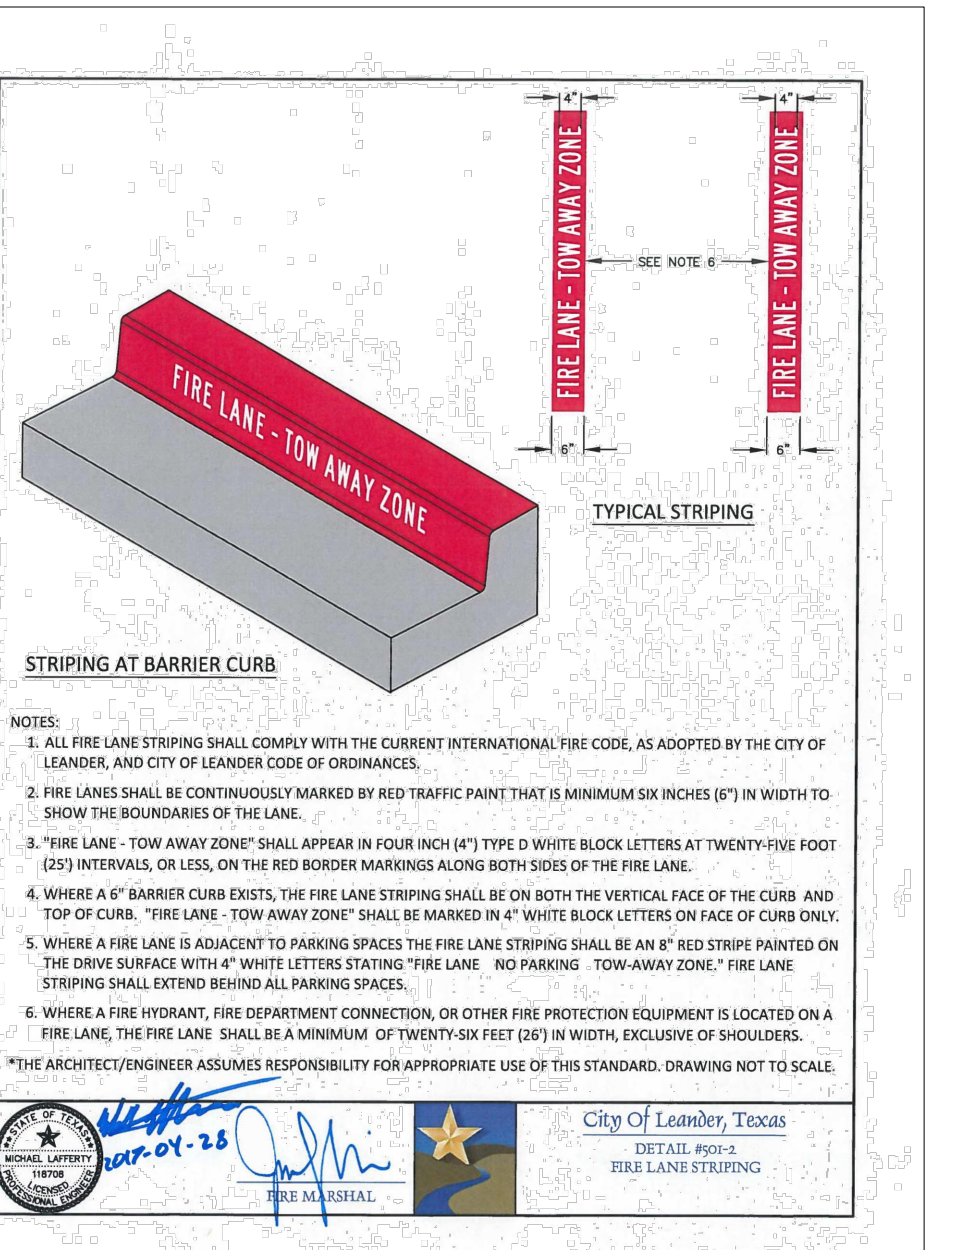 4"
4"
FIRE LANE - TOW AWAY ZONE
FIRE LANE - TOW AWAY ZONE
SEE NOTE 6
FIRE LANE - TOW AWAY ZONE
6"
6"
TYPICAL STRIPING
STRIPING AT BARRIER CURB
NOTES:
1. ALL FIRE LANE STRIPING SHALL COMPLY WITH THE CURRENT INTERNATIONAL FIRE CODE, AS ADOPTED BY THE CITY OF
LEANDER, AND CITY OF LEANDER CODE OF ORDINANCES.
2. FIRE LANES SHALL BE CONTINUOUSLY MARKED BY RED TRAFFIC PAINT THAT IS MINIMUM SIX INCHES (6") IN WIDTH TO
SHOW THE BOUNDARIES OF THE LANE.
3. "FIRE LANE - TOW AWAY ZONE" SHALL APPEAR IN FOUR INCH (4") TYPE D WHITE BLOCK LETTERS AT TWENTY-FIVE FOOT
(25') INTERVALS, OR LESS, ON THE RED BORDER MARKINGS ALONG BOTH SIDES OF THE FIRE LANE.
4. WHERE A 6" BARRIER CURB EXISTS, THE FIRE LANE STRIPING SHALL BE ON BOTH THE VERTICAL FACE OF THE CURB AND
TOP OF CURB. "FIRE LANE - TOW AWAY ZONE" SHALL BE MARKED IN 4" WHITE BLOCK LETTERS ON FACE OF CURB ONLY.
5. WHERE A FIRE LANE IS ADJACENT TO PARKING SPACES THE FIRE LANE STRIPING SHALL BE AN 8" RED STRIPE PAINTED ON
THE DRIVE SURFACE WITH 4" WHITE LETTERS STATING "FIRE LANE NO PARKING TOW-AWAY ZONE." FIRE LANE
STRIPING SHALL EXTEND BEHIND ALL PARKING SPACES.
6. WHERE A FIRE HYDRANT, FIRE DEPARTMENT CONNECTION, OR OTHER FIRE PROTECTION EQUIPMENT IS LOCATED ON A
FIRE LANE, THE FIRE LANE SHALL BE A MINIMUM OF TWENTY-SIX FEET (26') IN WIDTH, EXCLUSIVE OF SHOULDERS.
*THE ARCHITECT/ENGINEER ASSUMES RESPONSIBILITY FOR APPROPRIATE USE OF THIS STANDARD. DRAWING NOT TO SCALE.
STATE OF TEXAS
MICHAEL LAFFERTY
118706
LICENSED
PROFESSIONAL ENGINEER
2017-04-28
FIRE MARSHAL
City Of Leander, Texas
DETAIL #501-2
FIRE LANE STRIPING